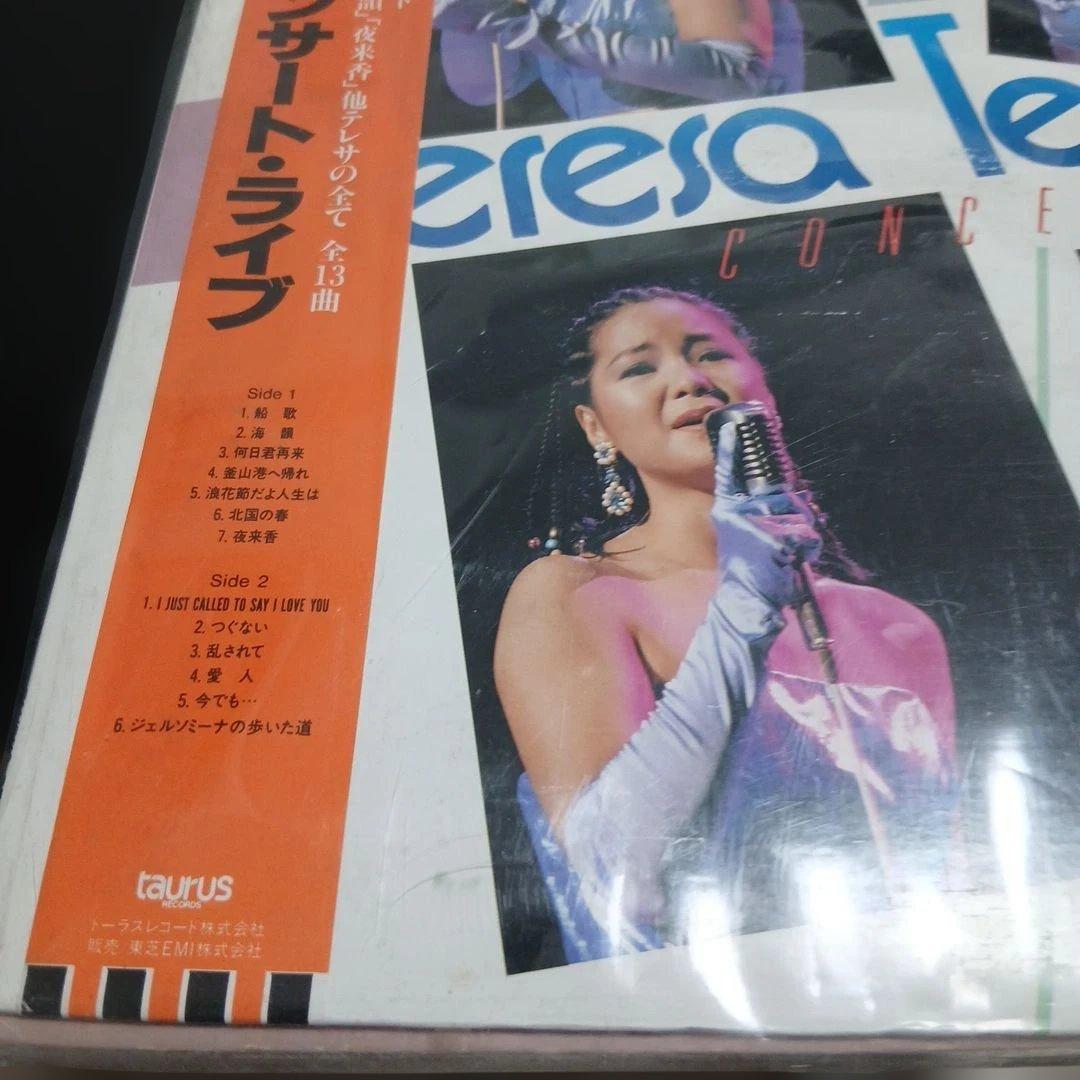 ンサート・ライブ
「夜来香」他テレサの全て 全13曲
Side 1
1. 船 歌
2. 海 韻
3. 何日君再来
4. 釜山港へ帰れ
5. 浪花節だよ人生は
6. 北国の春
7. 夜来香
Side 2
1. I JUST CALLED TO SAY I LOVE YOU
2. つぐない
3. 乱されて
4. 愛 人
5. 今でも…
6. ジェルソミーナの歩いた道
taurus
RECORDS
トーラスレコード株式会社
販売 東芝EMI株式会社
eresa Te
CONCE